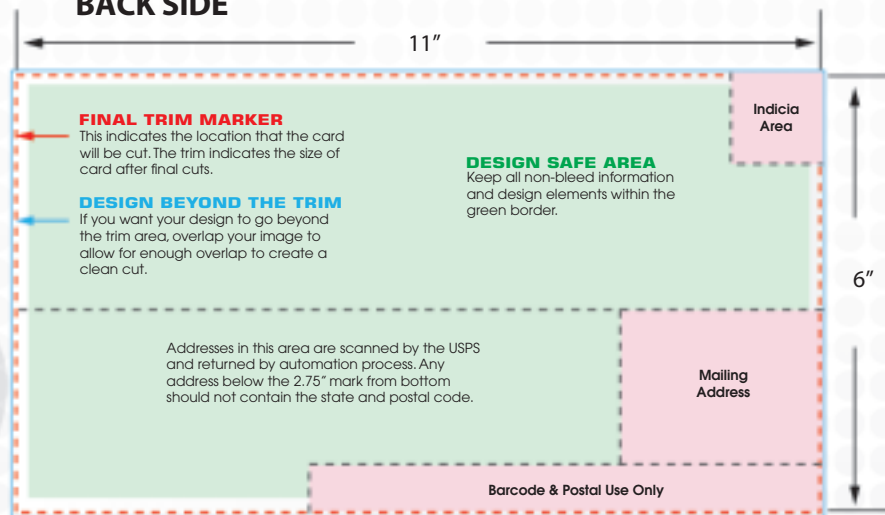 BACK SIDE
11”
Indicia
Area
FINAL TRIM MARKER
This indicates the location that the card
will be cut. The trim indicates the size of
card after final cuts.
DESIGN SAFE AREA
Keep all non-bleed information
and design elements within the
green border.
DESIGN BEYOND THE TRIM
If you want your design to go beyond
the trim area, overlap your image to
allow for enough overlap to create a
clean cut.
6”
Addresses in this area are scanned by the USPS
and returned by automation process. Any
address below the 2.75” mark from bottom
should not contain the state and postal code.
Mailing
Address
Barcode & Postal Use Only